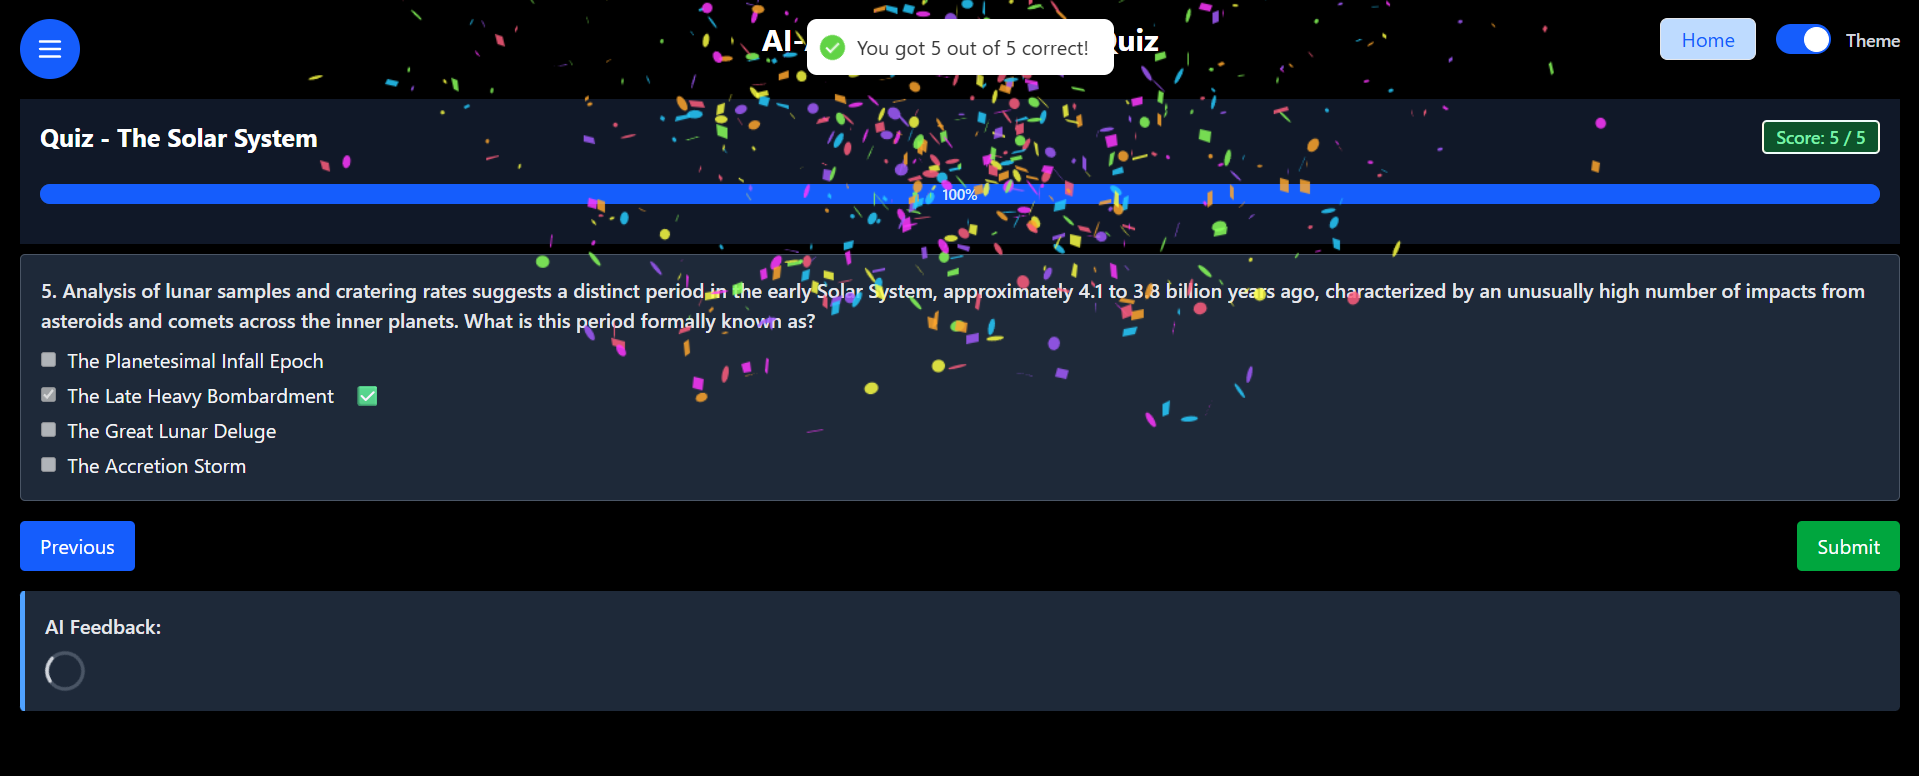 AI-
You got 5 out of 5 correct!
Quiz
Home
Theme
Quiz - The Solar System
Score: 5 / 5
100%
5. Analysis of lunar samples and cratering rates suggests a distinct period in the early Solar System, approximately 4.1 to 3.8 billion years ago, characterized by an unusually high number of impacts from
asteroids and comets across the inner planets. What is this period formally known as?
The Planetesimal Infall Epoch
The Late Heavy Bombardment
The Great Lunar Deluge
The Accretion Storm
Previous
Submit
AI Feedback: